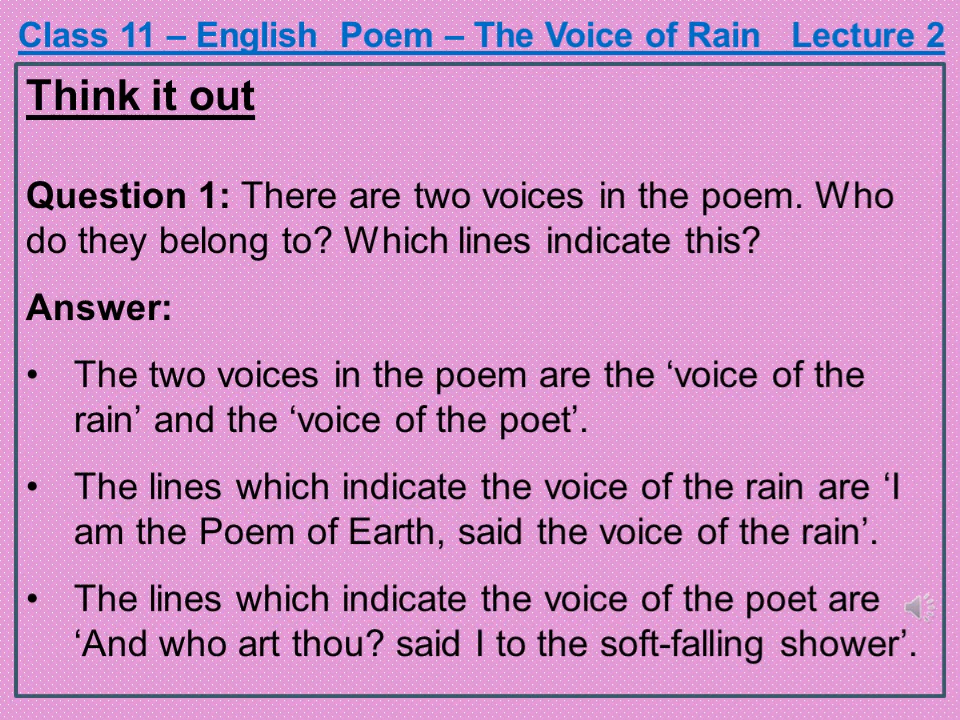 Class 11 – English  Poem – The Voice of Rain   Lecture 2
Think it out
Question 1: There are two voices in the poem. Who
do they belong to? Which lines indicate this?
Answer:
• The two voices in the poem are the ‘voice of the
rain’ and the ‘voice of the poet’.
• The lines which indicate the voice of the rain are ‘I
am the Poem of Earth, said the voice of the rain’.
• The lines which indicate the voice of the poet are
‘And who art thou? said I to the soft-falling shower’.